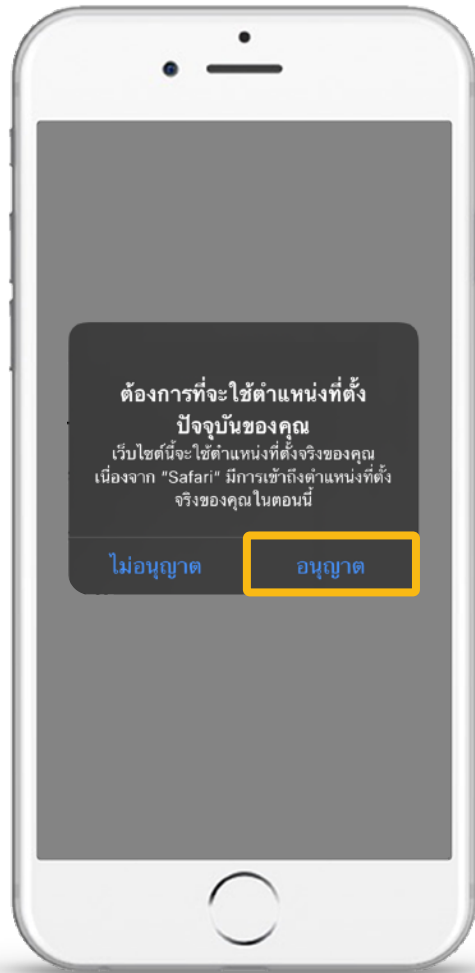 ต้องการที่จะใช้ตำแหน่งที่ตั้ง
ปัจจุบันของคุณ
เว็บไซต์นี้จะใช้ตำแหน่งที่ตั้งจริงของคุณ
เนื่องจาก "Safari" มีการเข้าถึงตำแหน่งที่ตั้ง
จริงของคุณในตอนนี้
ไม่อนุญาต อนุญาต